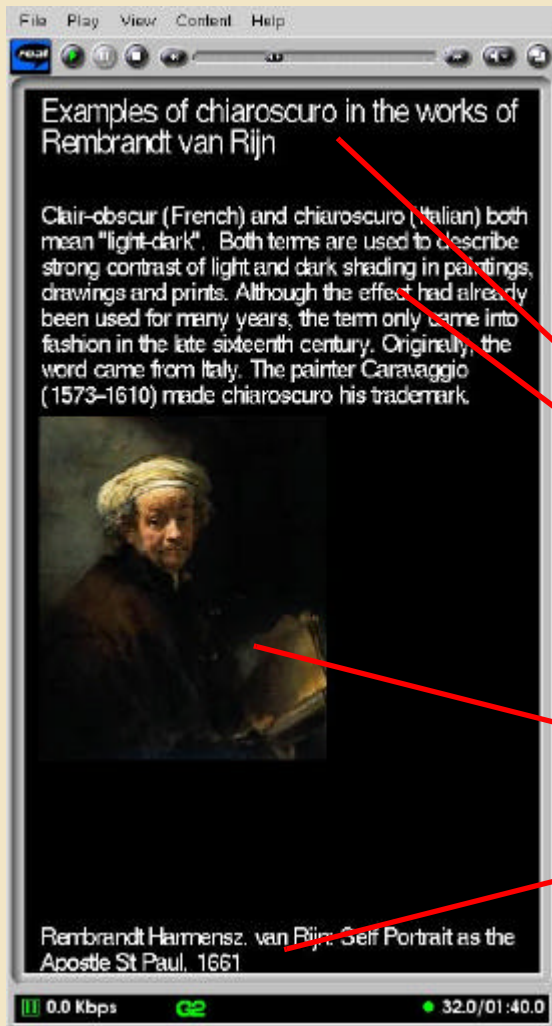 File Play View Content Help
real
Examples of chiaroscuro in the works of
Rembrandt van Rijn
Clair-obscur (French) and chiaroscuro (Italian) both
mean "light-dark". Both terms are used to describe
strong contrast of light and dark shading in paintings,
drawings and prints. Although the effect had already
been used for many years, the term only came into
fashion in the late sixteenth century. Originally, the
word came from Italy. The painter Caravaggio
(1573-1610) made chiaroscuro his trademark.
Rembrandt Harmensz. van Rijn: Self Portrait as the
Apostle St Paul. 1661
0.0 Kbps G2 32.0/01:40.0